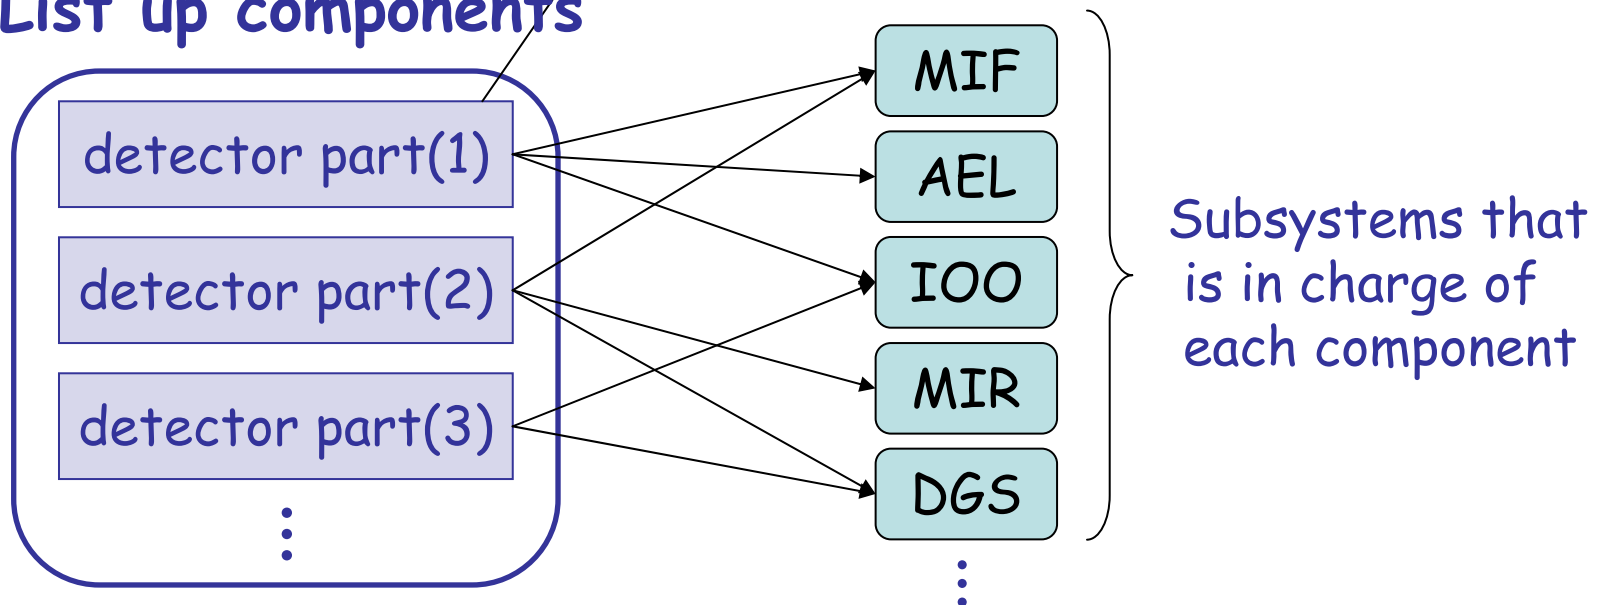 List up components
detector part(1)
detector part(2)
detector part(3)
MIF
AEL
IOO
MIR
DGS
Subsystems that
is in charge of
each component